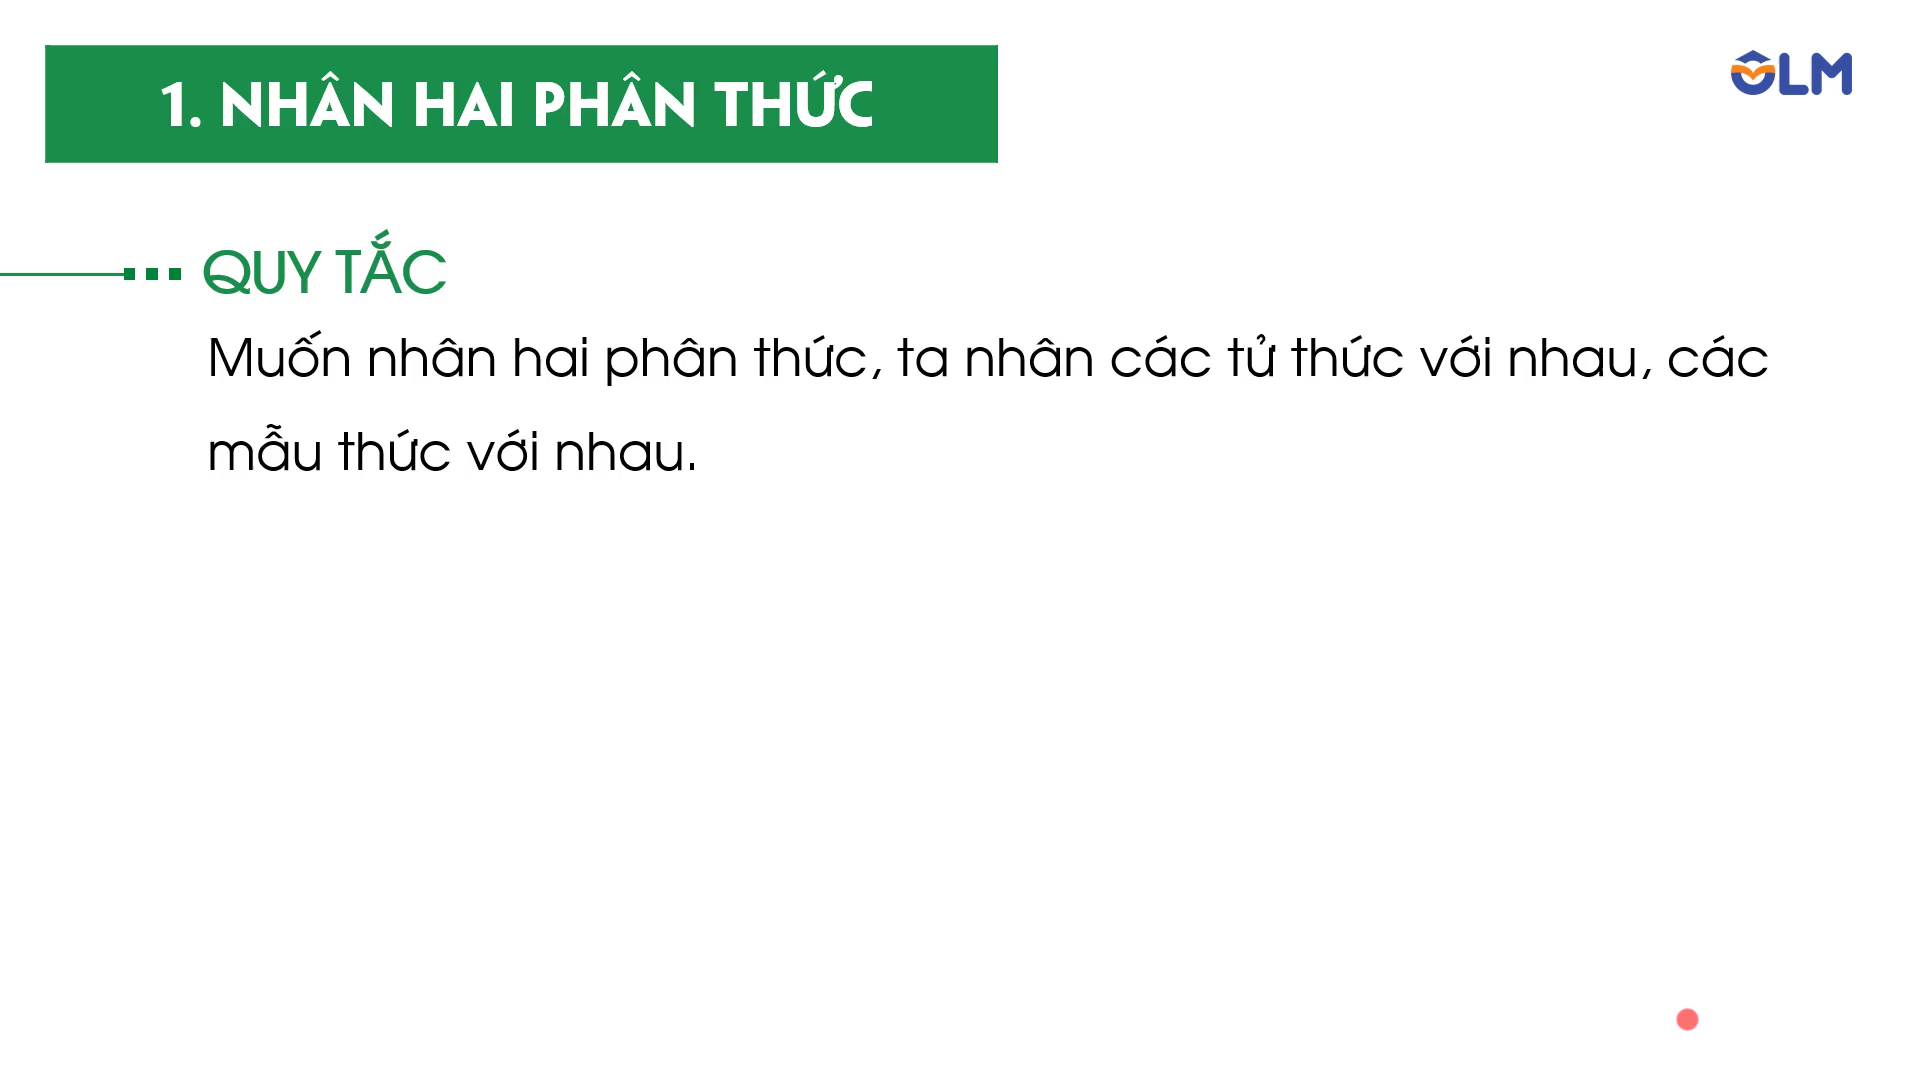 1. NHÂN HAI PHÂN THỨC
OLM
QUY TẮC
Muốn nhân hai phân thức, ta nhân các tử thức với nhau, các
mẫu thức với nhau.